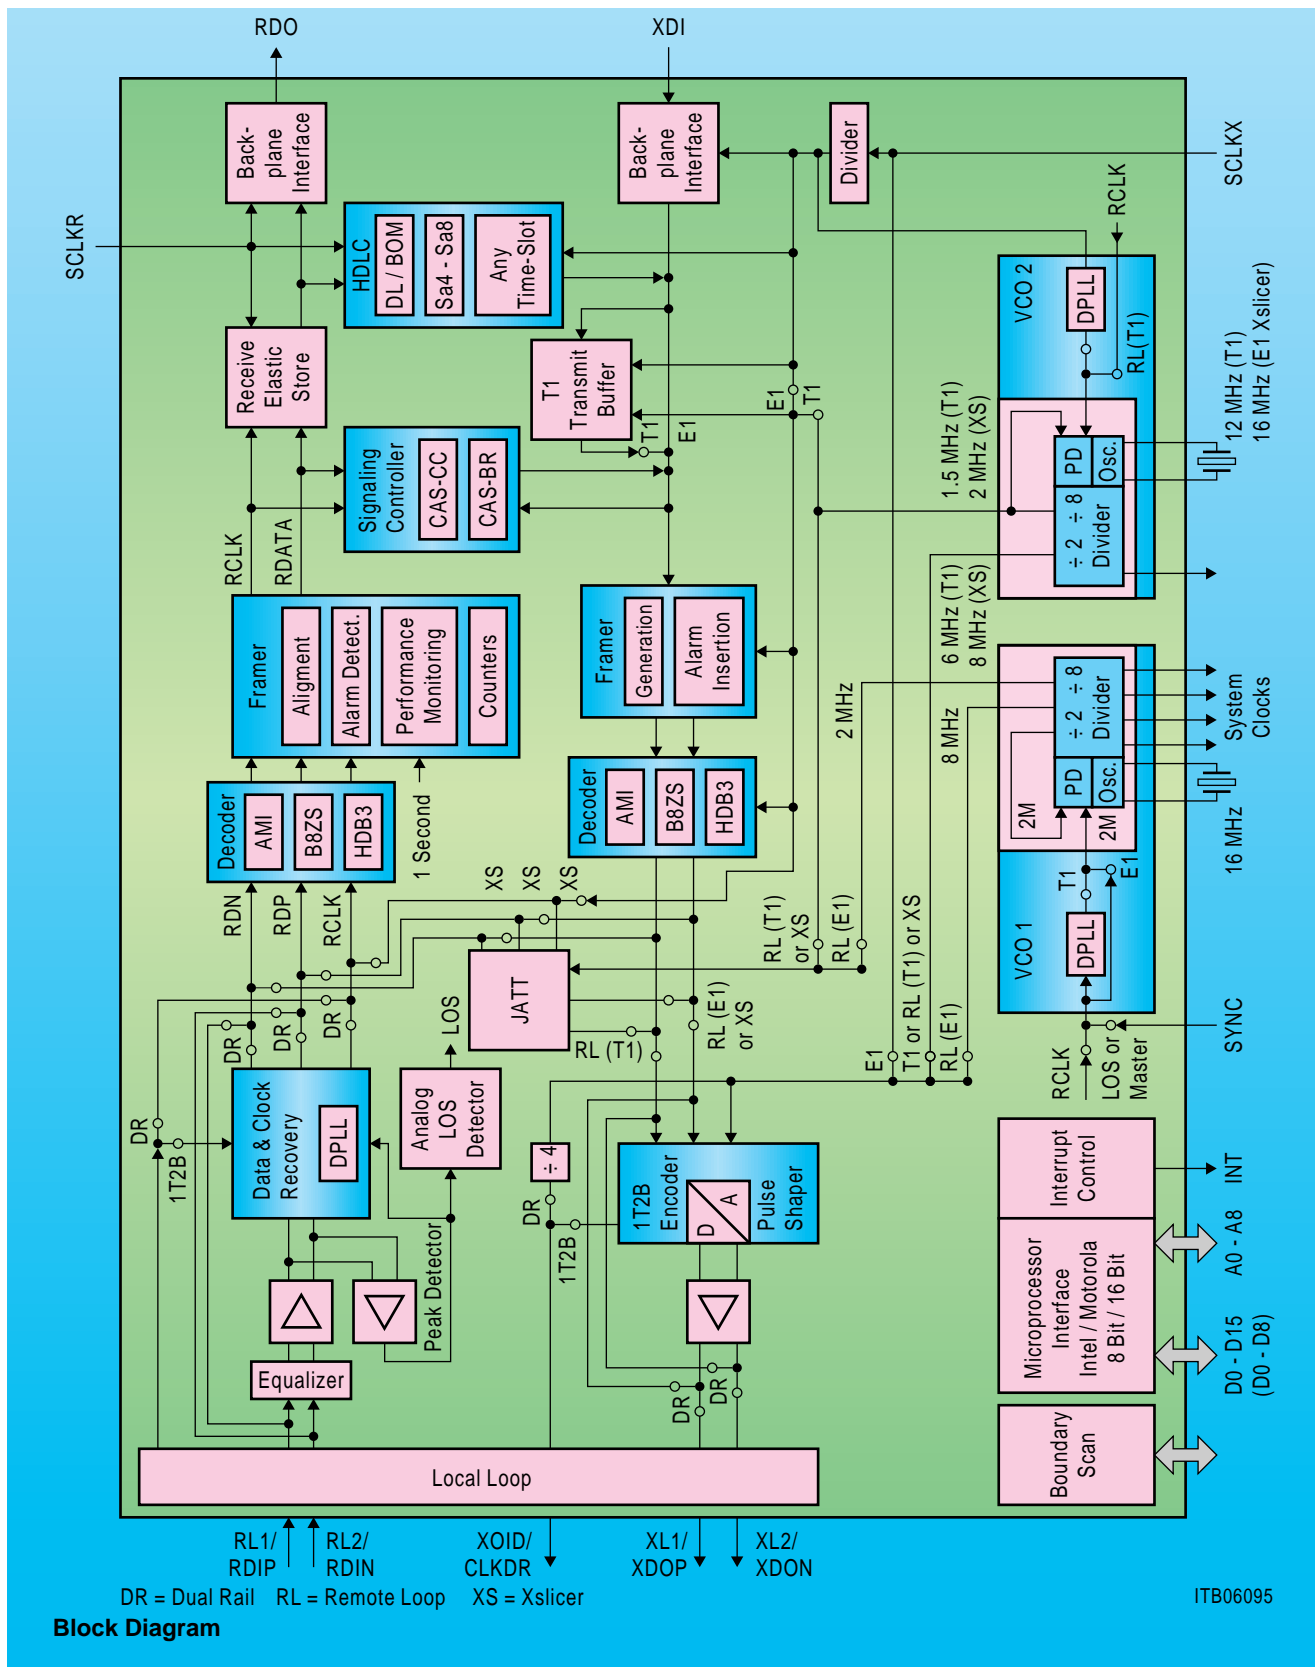 RDO
XDI
Back-
plane
Interface
Back-
plane
Interface
Divider
SCLKX
RCLK
SCLKR
HDLC
DL / BOM
Sa4 - Sa8
Any
Time-Slot
VCO 2
DPLL
RL(T1)
12 MHz (T1)
16 MHz (E1 Xslicer)
Receive
Elastic
Store
T1
Transmit
Buffer
E1
T1
T1
E1
1.5 MHz (T1)
2 MHz (XS)
PD
Osc.
÷ 2 ÷ 8
Divider
Signaling
Controller
CAS-CC
CAS-BR
RCLK
RDATA
6 MHz (T1)
8 MHz (XS)
Framer
Aligment
Alarm Detect.
Performance
Monitoring
Counters
Framer
Generation
Alarm
Insertion
2 MHz
8 MHz
÷ 2 ÷ 8
Divider
System
Clocks
Decoder
AMI
B8ZS
HDB3
1 Second
Decoder
AMI
B8ZS
HDB3
2M
PD
2M
Osc.
16 MHz
RDN
RDP
RCLK
XS
XS
XS
RL (T1)
or XS
RL (E1)
T1
E1
VCO 1
DPLL
JATT
LOS
DR
DR
DR
RL (T1)
RL (E1)
or XS
E1
T1 or RL (T1) or XS
RL (E1)
RCLK
LOS or
Master
SYNC
DR
1T2B
Data & Clock
Recovery
DPLL
Analog
LOS
Detector
÷ 4
DR
1T2B
1T2B
Encoder
D
A
Pulse
Shaper
Interrupt
Control
INT
Microprocessor
Interface
Intel / Motorola
8 Bit / 16 Bit
A0 - A8
D0 - D15
(D0 - D8)
Peak Detector
Equalizer
DR
DR
Boundary
Scan
Local Loop
RL1/
RDIP
RL2/
RDIN
XOID/
CLKDR
XL1/
XDOP
XL2/
XDON
DR = Dual Rail RL = Remote Loop XS = Xslicer
ITB06095
Block Diagram